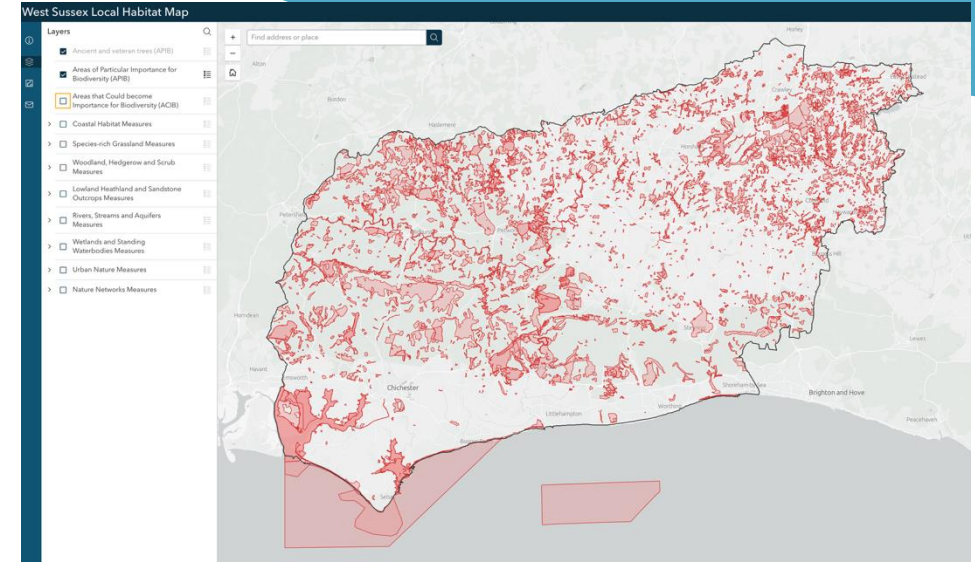 West Sussex Local Habitat Map
Layers
Ancient and veteran trees (APIB)
Areas of Particular Importance for
Biodiversity (APIB)
Areas that Could become
Importance for Biodiversity (ACIB)
Coastal Habitat Measures
Species-rich Grassland Measures
Woodland, Hedgerow and Scrub
Measures
Lowland Heathland and Sandstone
Outcrops Measures
Rivers, Streams and Aquifers
Measures
Wetlands and Standing
Waterbodies Measures
Urban Nature Measures
Nature Networks Measures
+
Find address or place
−
Horley
Alton
Bordon
Haslemere
Crawley
Petersfield
Horndean
Havant
Chichester
Littlehampton
Worthing
Shoreham-by-Sea
Brighton and Hove
Lewes
Peacehaven